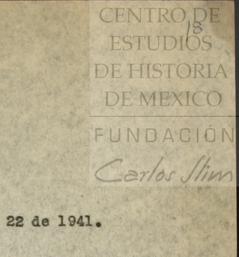 CENTRO DE
18
ESTUDIOS
DE HISTORIA
DE MEXICO
FUNDACIÓN
Carlos Slim
22 de 1941.